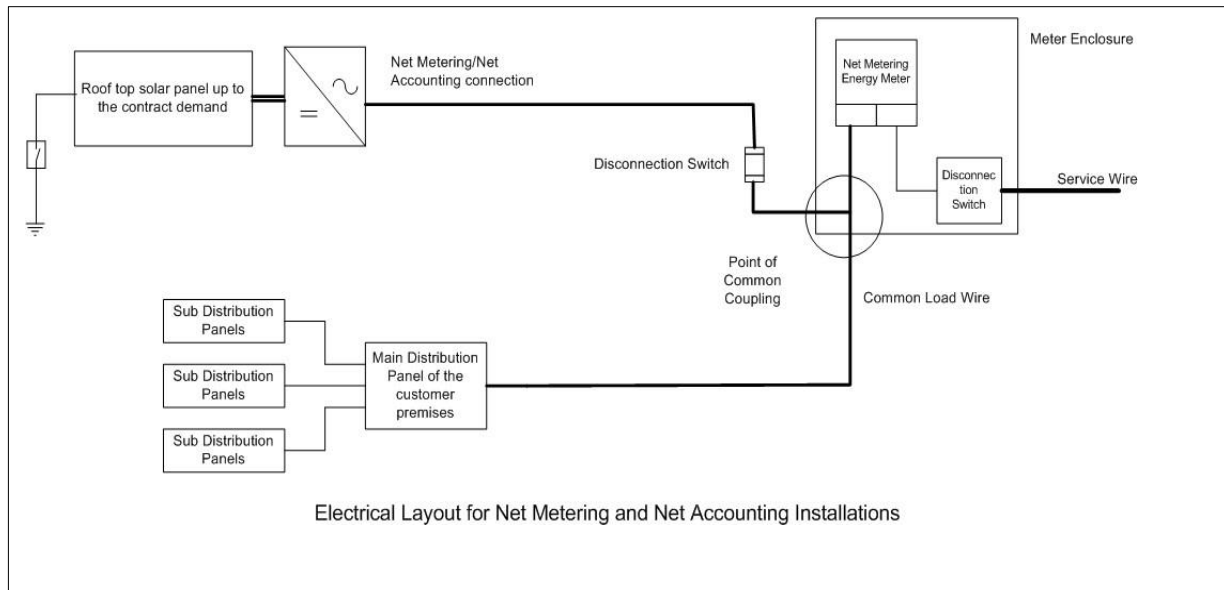 Meter Enclosure
Net Metering
Energy Meter
Net Metering/Net
Accounting connection
Roof top solar panel up to
the contract demand
Disconnection Switch
Disconnec
tion
Switch
Service Wire
Point of
Common
Coupling
Common Load Wire
Sub Distribution
Panels
Sub Distribution
Panels
Sub Distribution
Panels
Main Distribution
Panel of the
customer
premises
Electrical Layout for Net Metering and Net Accounting Installations